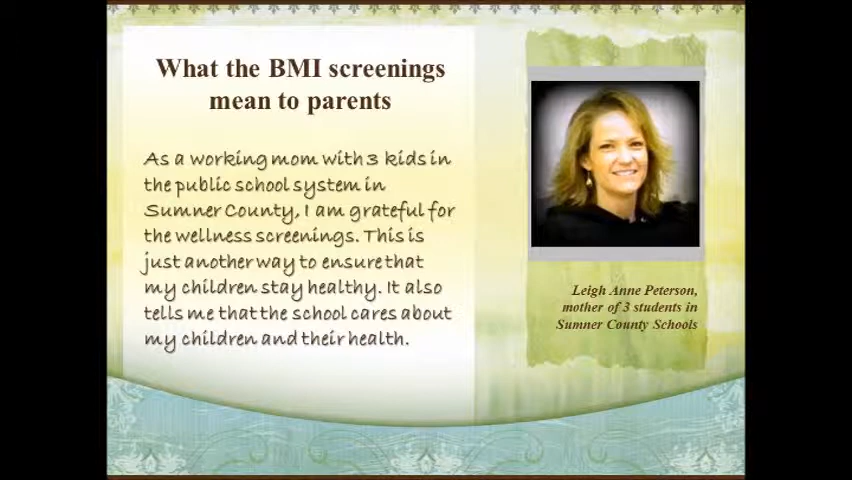 What the BMI screenings
mean to parents
As a working mom with 3 kids in
the public school system in
Sumner County, I am grateful for
the wellness screenings. This is
just another way to ensure that
my children stay healthy. It also
tells me that the school cares about
my children and their health.
Leigh Anne Peterson,
mother of 3 students in
Sumner County Schools